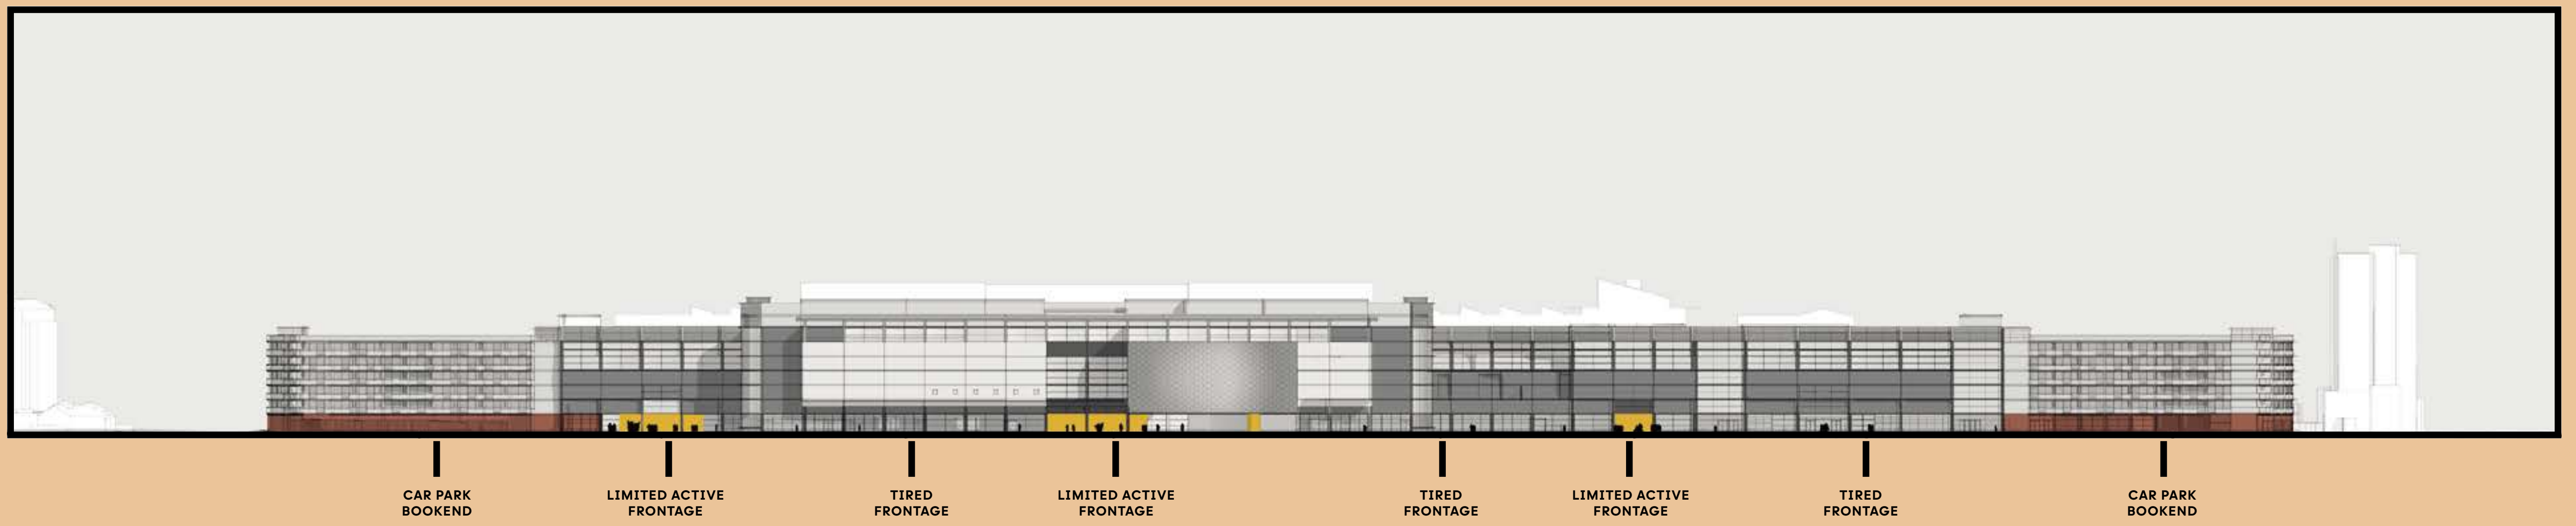 CAR PARK
BOOKEND
LIMITED ACTIVE
FRONTAGE
TIRED
FRONTAGE
LIMITED ACTIVE
FRONTAGE
TIRED
FRONTAGE
LIMITED ACTIVE
FRONTAGE
TIRED
FRONTAGE
CAR PARK
BOOKEND